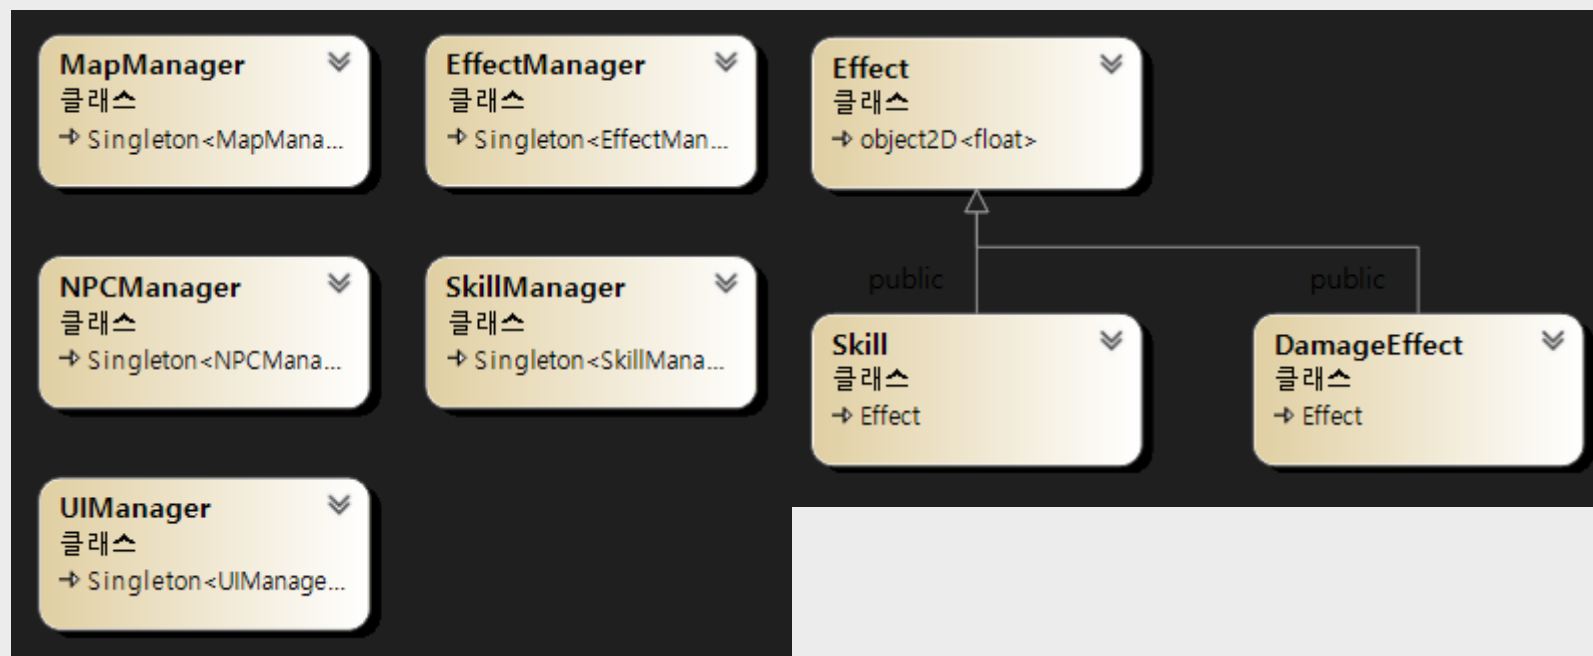 MapManager
클래스
Singleton<MapMana...
EffectManager
클래스
Singleton<EffectMan...
Effect
클래스
object2D<float>
NPCManager
클래스
Singleton<NPCMana...
SkillManager
클래스
Singleton<SkillMana...
public
public
Skill
클래스
Effect
DamageEffect
클래스
Effect
UIManager
클래스
Singleton<UIManage...